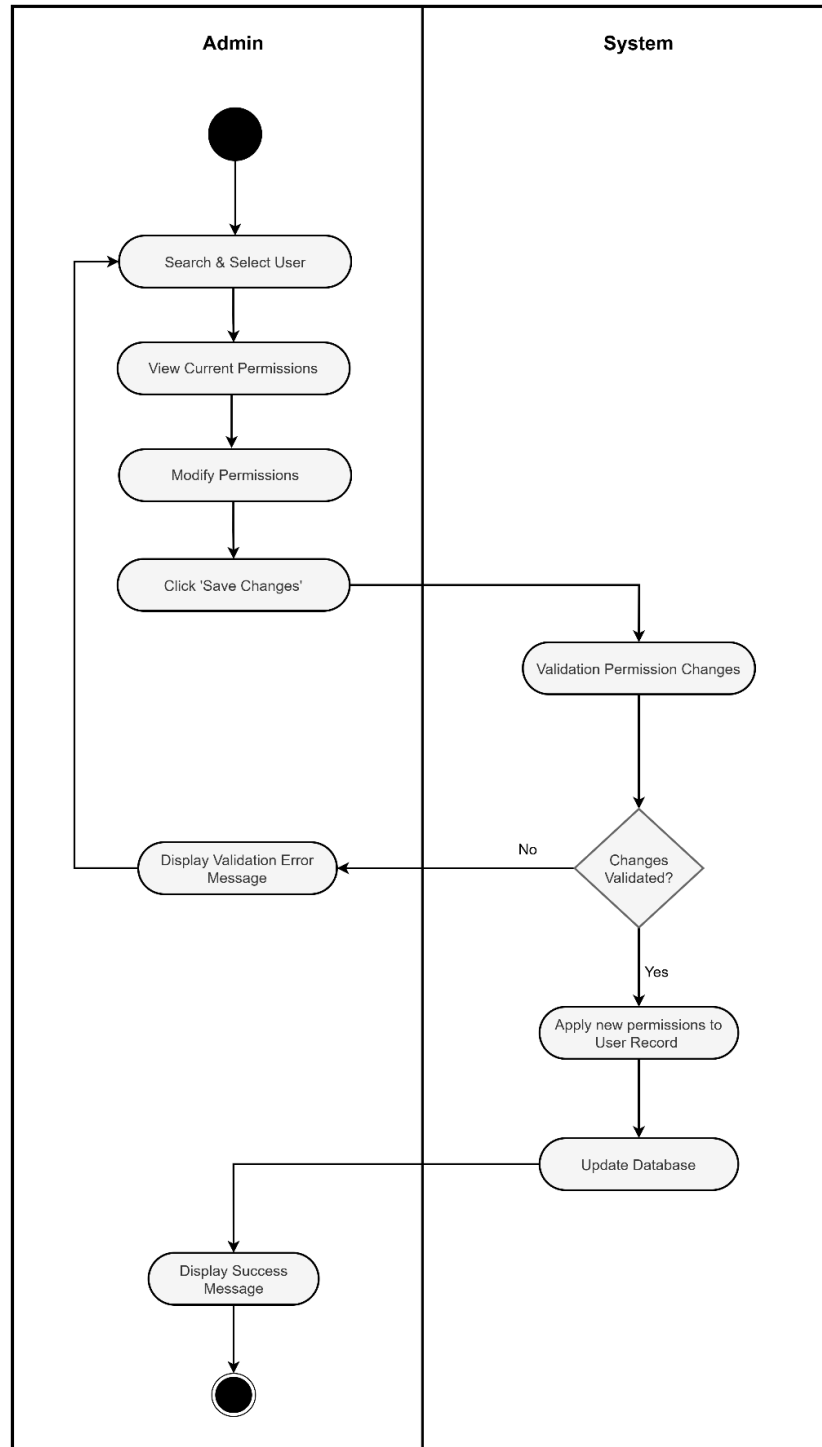 Admin
System
Search & Select User
View Current Permissions
Modify Permissions
Click 'Save Changes'
Validation Permission Changes
No
Display Validation Error
Message
Changes
Validated?
Yes
Apply new permissions to
User Record
Update Database
Display Success
Message